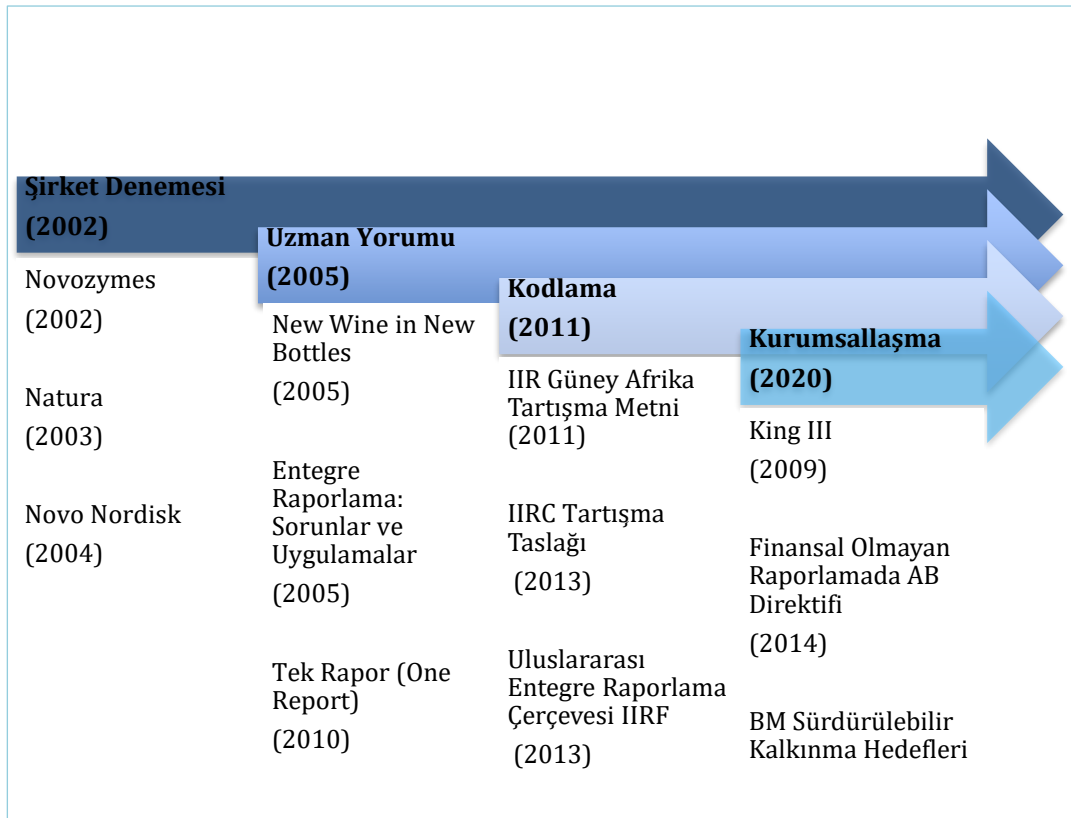 Şirket Denemesi
(2002)
Novozymes
(2002)
Natura
(2003)
Novo Nordisk
(2004)
Uzman Yorumu
(2005)
New Wine in New
Bottles
(2005)
Entegre
Raporlama:
Sorunlar ve
Uygulamalar
(2005)
Tek Rapor (One
Report)
(2010)
Kodlama
(2011)
IIR Güney Afrika
Tartışma Metni
(2011)
IIRC Tartışma
Taslağı
(2013)
Uluslararası
Entegre Raporlama
Çerçevesi IIRF
(2013)
Kurumsallaşma
(2020)
King III
(2009)
Finansal Olmayan
Raporlamada AB
Direktifi
(2014)
BM Sürdürülebilir
Kalkınma Hedefleri